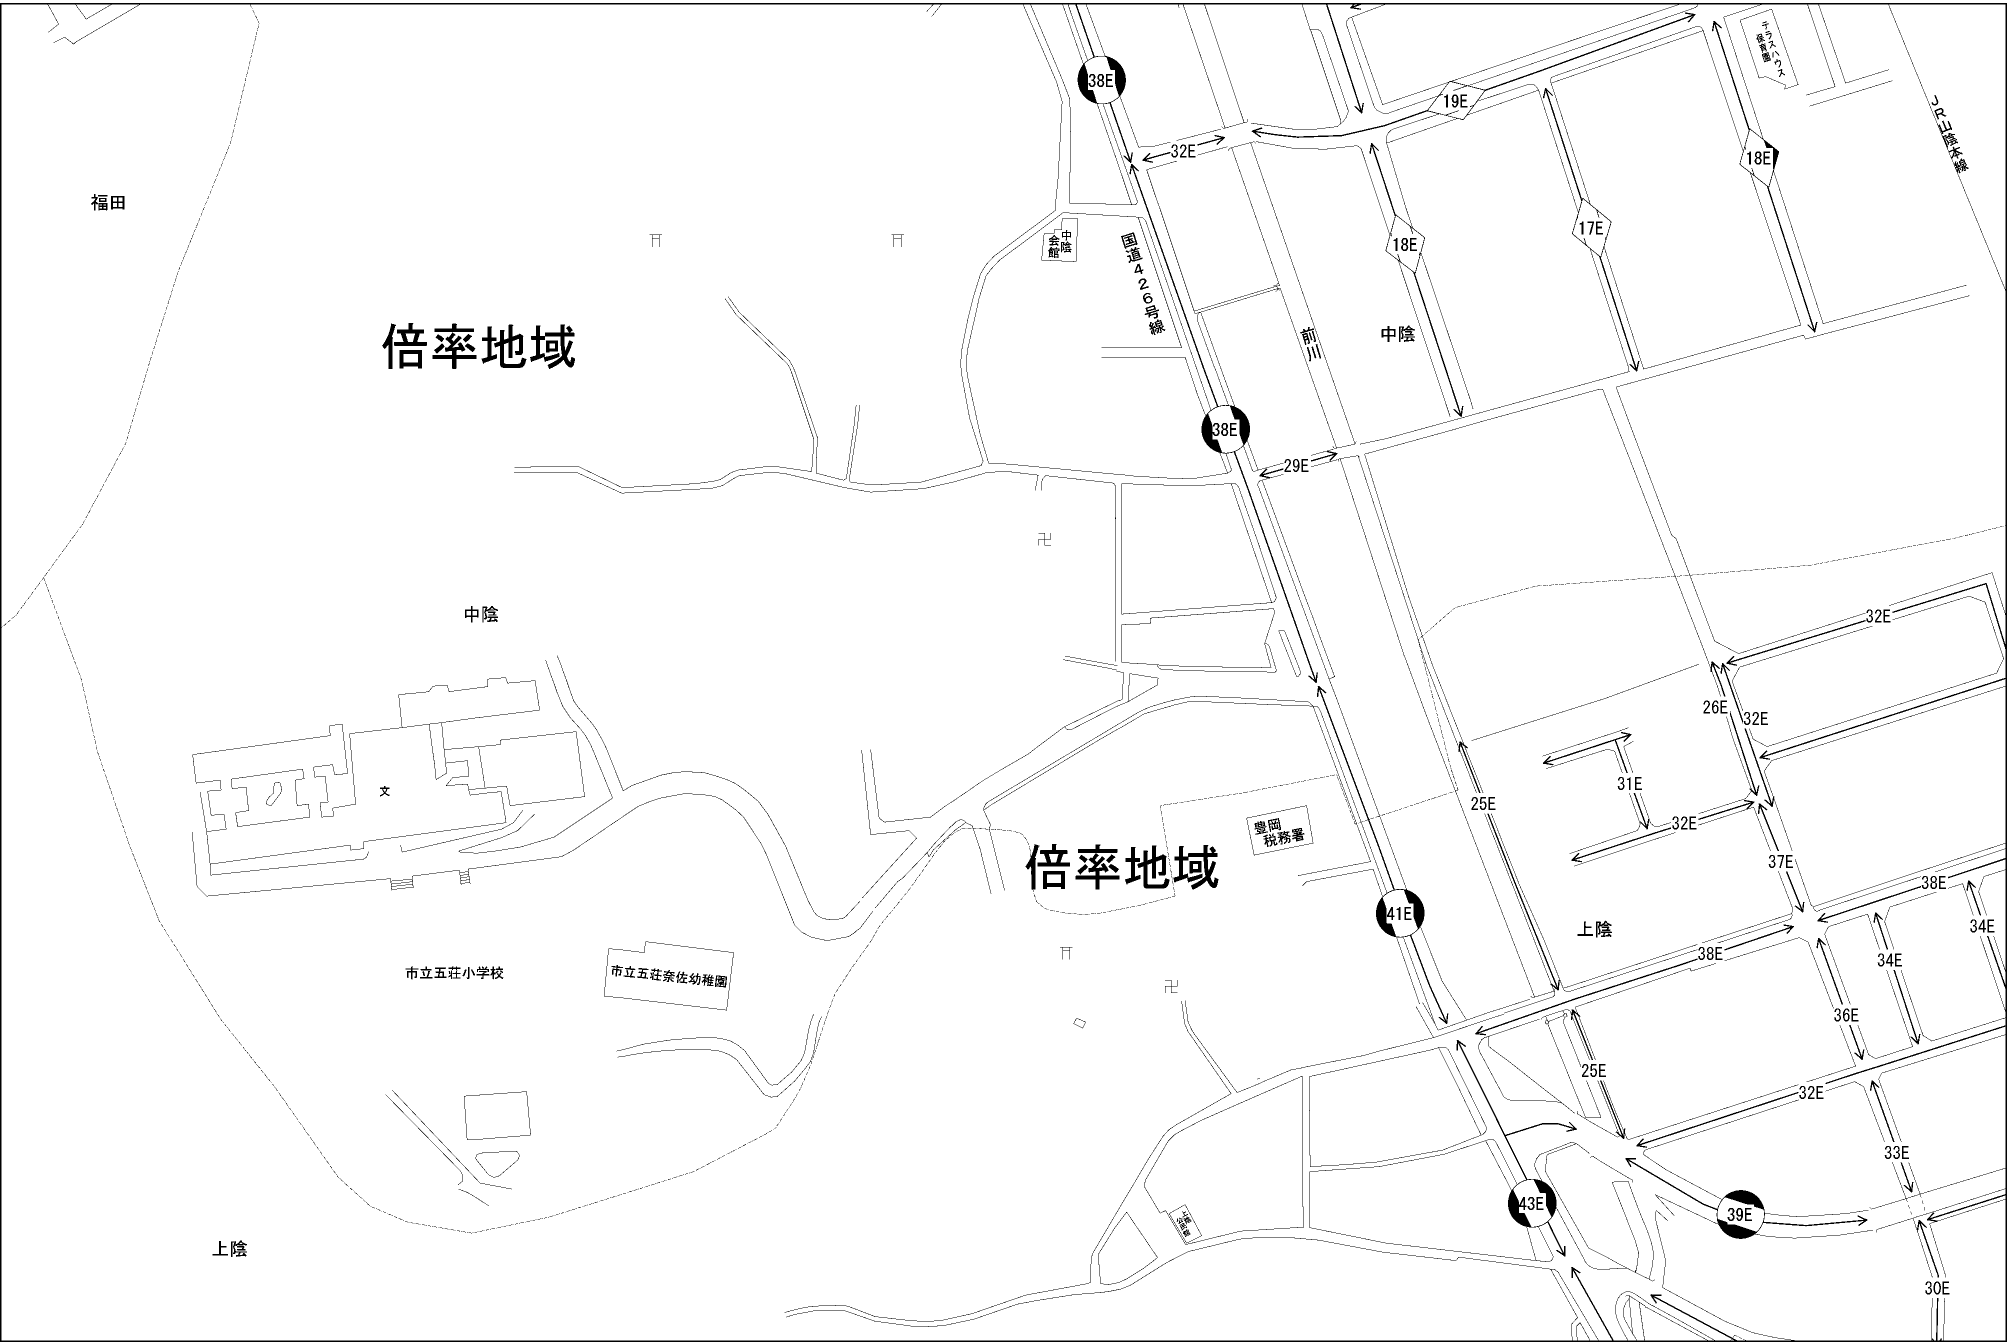 テラスハウス
保育園
38E
19E
JR山陰本線
32E
18E
福田
17E
中陰
会館
18E
国道426号線
前川
中陰
倍率地域
38E
29E
中陰
32E
26E
32E
31E
文
25E
豊岡
税務署
32E
37E
倍率地域
38E
41E
34E
上陰
38E
34E
市立五荘小学校
市立五荘奈佐幼稚園
36E
25E
32E
33E
43E
39E
上陰
30E